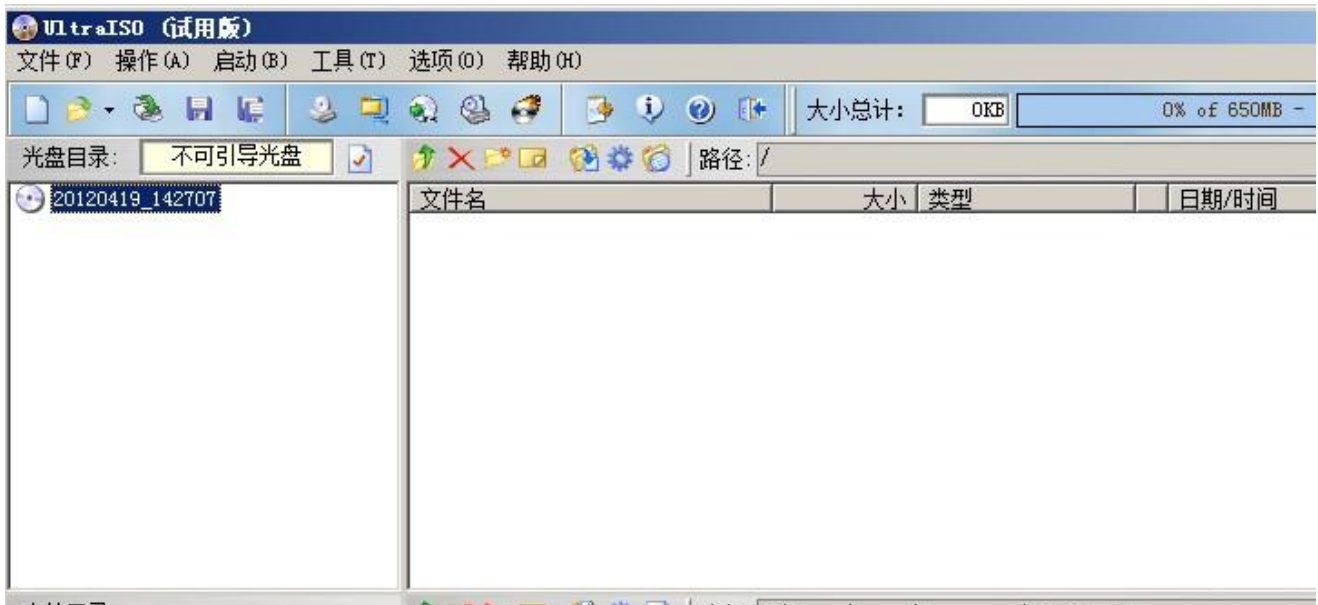 UltraISO (试用版)
文件(F) 操作(A) 启动(B) 工具(T) 选项(O) 帮助(H)
大小总计: 0KB 0% of 650MB -
光盘目录: 不可引导光盘 路径: /
20120419_142707 文件名 大小 类型 日期/时间